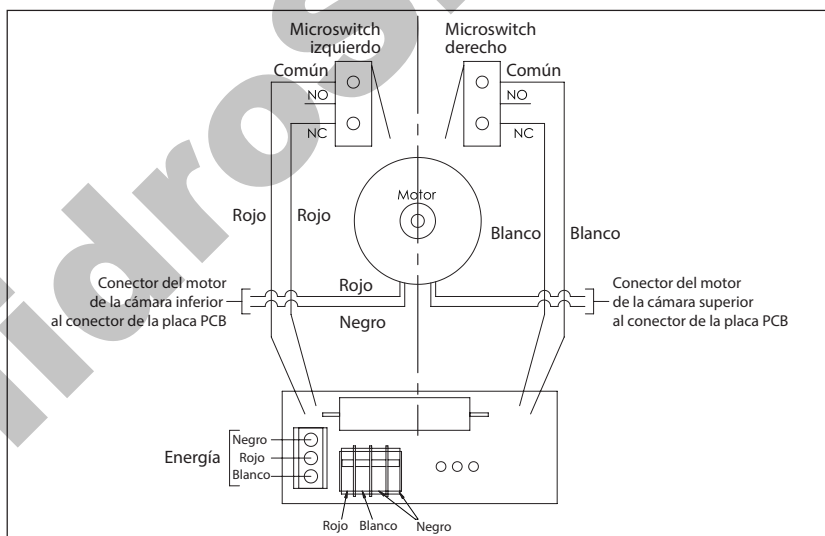 Microswitch
izquierdo
Microswitch
derecho
Común
Común
NO
NO
NC
NC
Motor
Rojo
Rojo
Blanco
Blanco
Conector del motor
de la cámara inferior
al conector de la placa PCB
Rojo
Negro
Conector del motor
de la cámara superior
al conector de la placa PCB
Energía
Negro
Rojo
Blanco
Rojo
Blanco
Negro